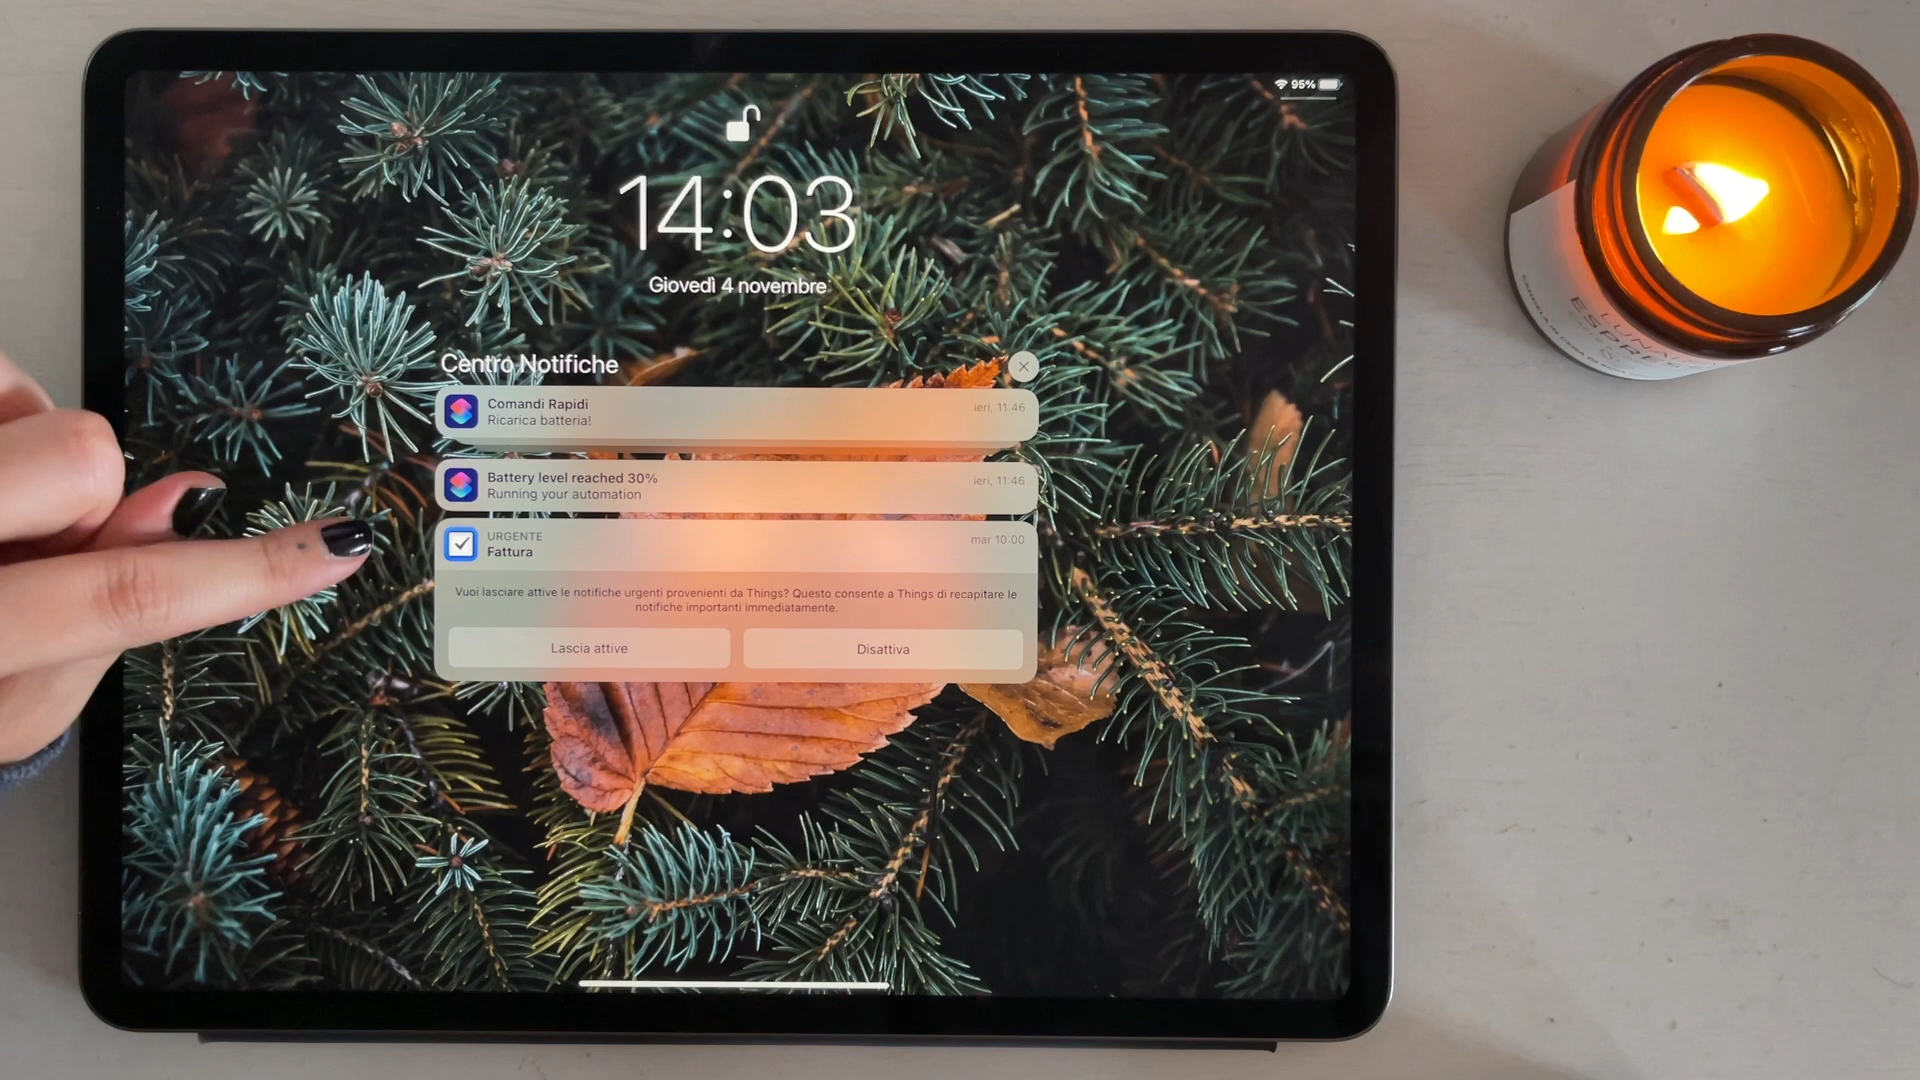 95%
14:03
Giovedì 4 novembre
Centro Notifiche
Comandi Rapidi
ieri, 11:46
Ricarica batteria!
Battery level reached 30%
ieri, 11:46
Running your automation
URGENTE
mar 10:00
Fattura
Vuoi lasciare attive le notifiche urgenti provenienti da Things? Questo consente a Things di recapitare le
notifiche importanti immediatamente.
Lascia attive
Disattiva